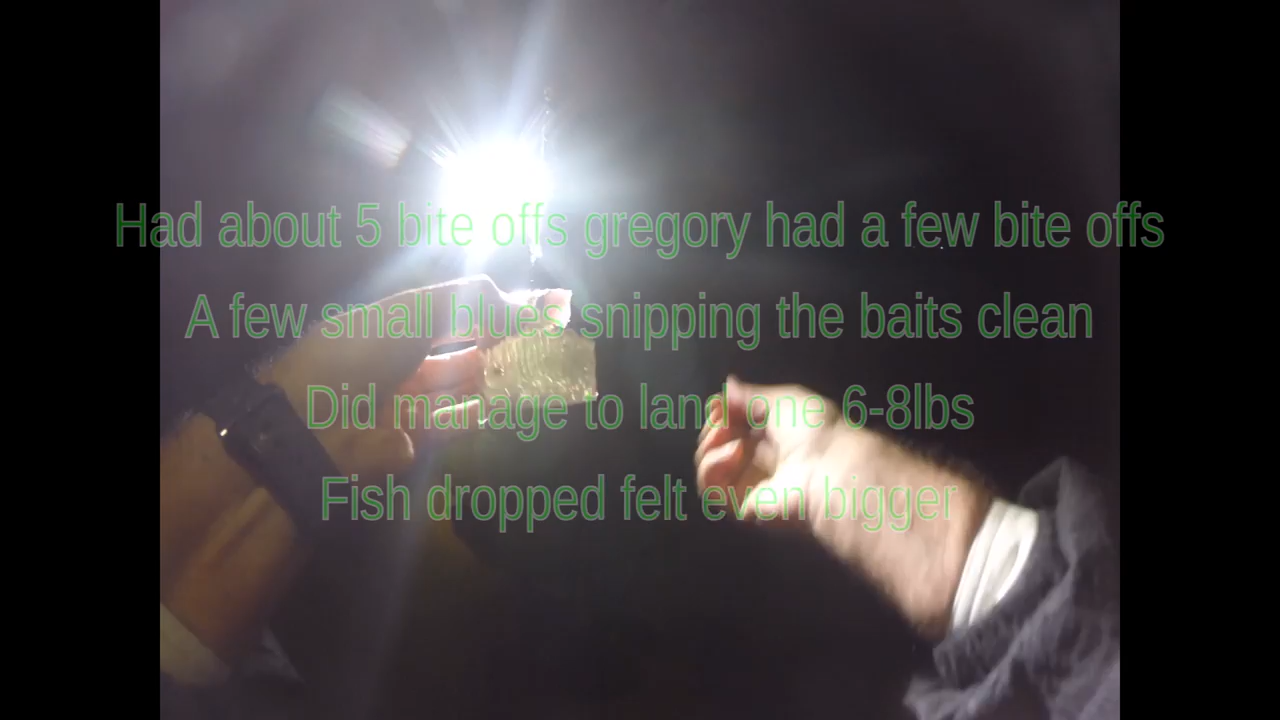 Had about 5 bite offs gregory had a few bite offs
A few small blues snipping the baits clean
Did manage to land one 6-8lbs
Fish dropped felt even bigger